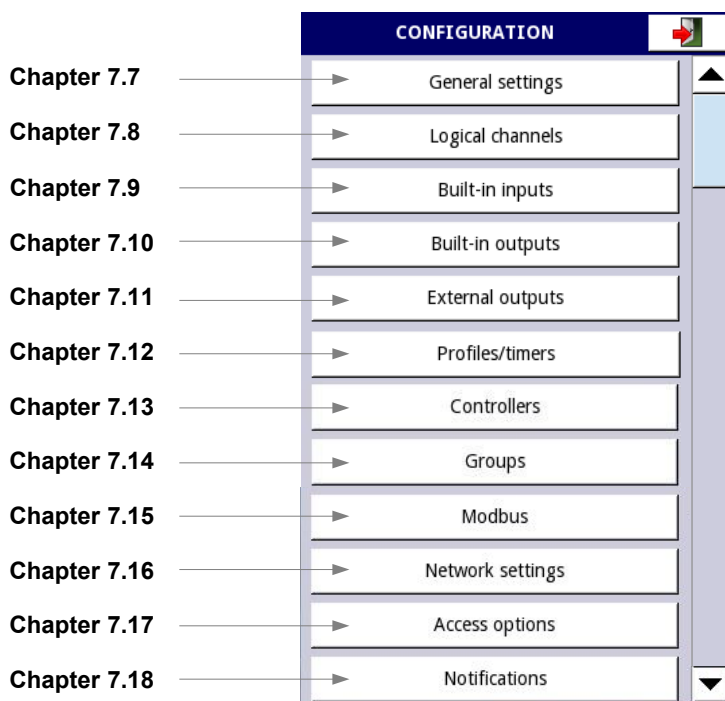 CONFIGURATION
Chapter 7.7 General settings
Chapter 7.8 Logical channels
Chapter 7.9 Built-in inputs
Chapter 7.10 Built-in outputs
Chapter 7.11 External outputs
Chapter 7.12 Profiles/timers
Chapter 7.13 Controllers
Chapter 7.14 Groups
Chapter 7.15 Modbus
Chapter 7.16 Network settings
Chapter 7.17 Access options
Chapter 7.18 Notifications